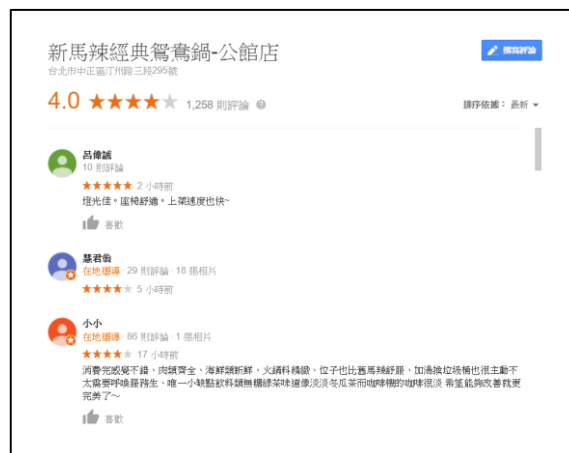 新馬辣經典鴛鴦鍋-公館店
台北市中正區汀州路三段295號
撰寫評論
4.0 1,258 則評論
排序依據： 最新
呂偉誠
10 則評論
2 小時前
燈光佳。座椅舒適。上菜速度也快~
喜歡
慧君翁
在地嚮導 · 29 則評論 · 18 張相片
5 小時前
小小
在地嚮導 · 86 則評論 · 1 張相片
17 小時前
消費完感覺不錯、肉類齊全、海鮮類新鮮、火鍋料精緻、位子也比舊馬辣舒服、加湯換垃圾桶也很主動不
太需要呼喚服務生、唯一小缺點飲料類無糖綠茶味道像淡淡冬瓜茶而咖啡機的咖啡很淡 希望能夠改善就更
完美了～
喜歡